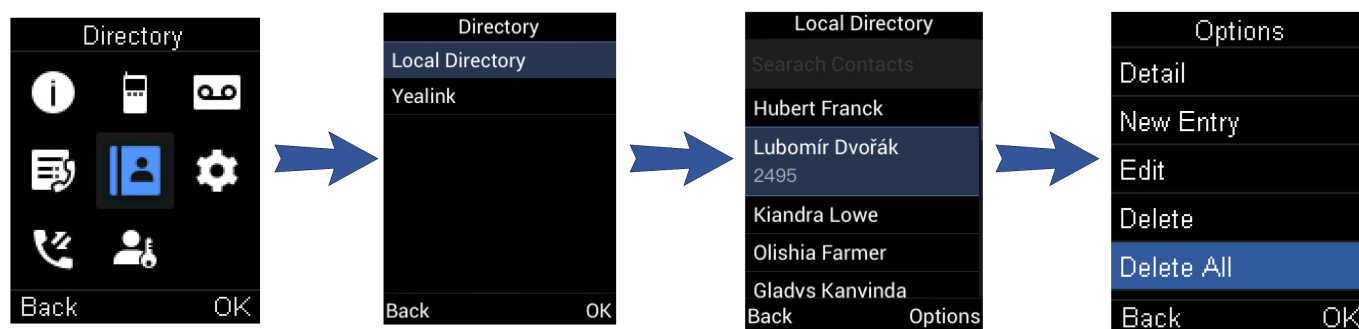 Directory
Back OK
Directory
Local Directory
Yealink
Back OK
Local Directory
Searach Contacts
Hubert Franck
Lubomír Dvořák
2495
Kiandra Lowe
Olishia Farmer
Gladys Kanyinda
Back Options
Options
Detail
New Entry
Edit
Delete
Delete All
Back OK